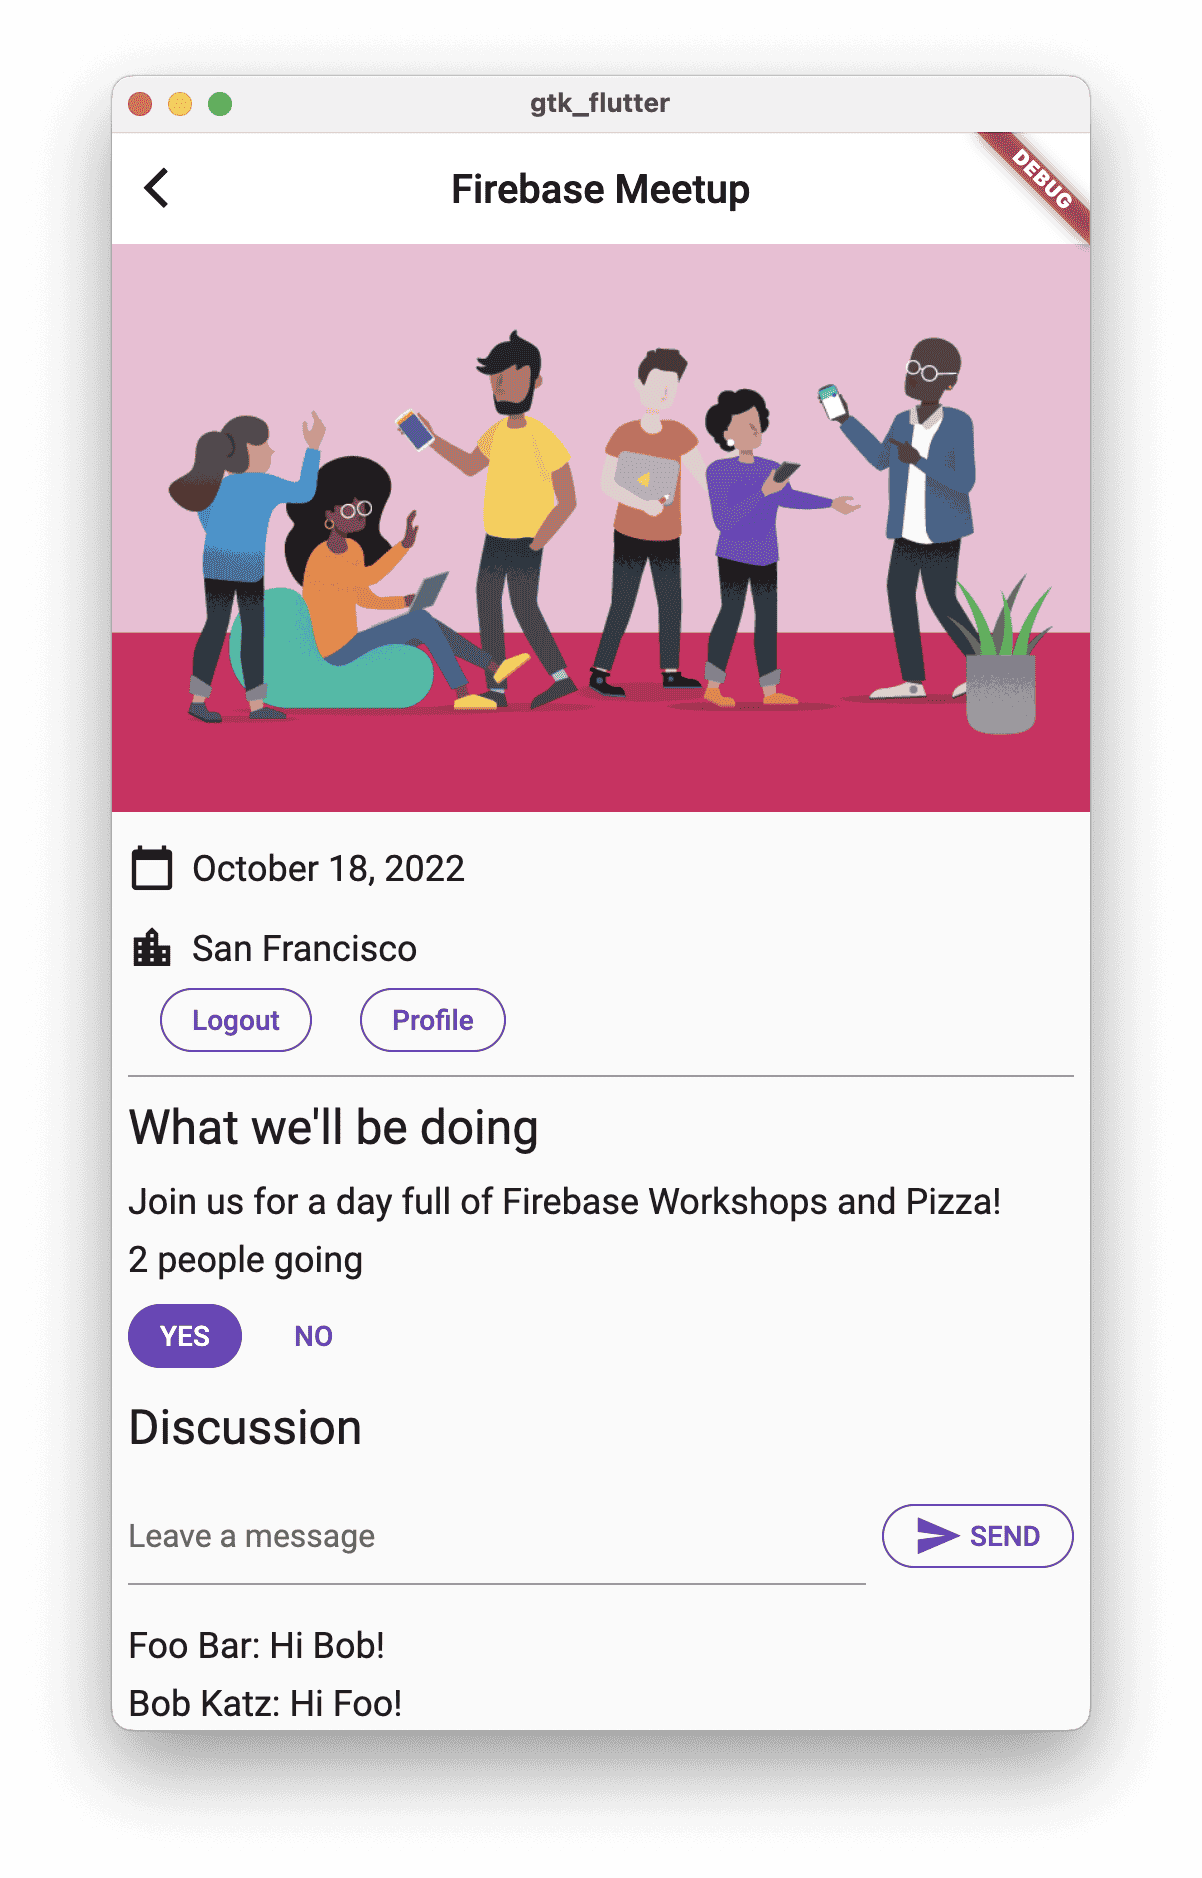 gtk_flutter
Firebase Meetup
DEBUG
October 18, 2022
San Francisco
Logout Profile
What we'll be doing
Join us for a day full of Firebase Workshops and Pizza!
2 people going
YES NO
Discussion
Leave a message SEND
Foo Bar: Hi Bob!
Bob Katz: Hi Foo!